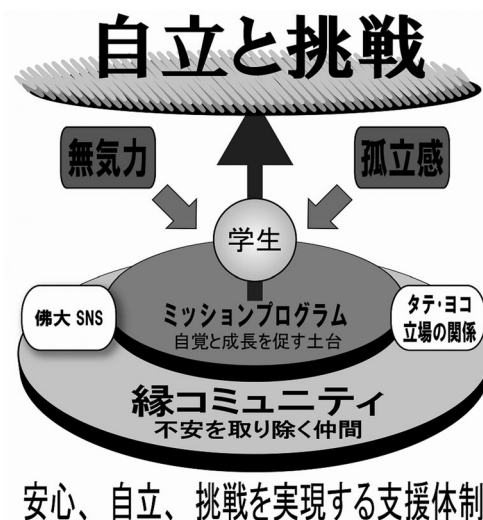 自立と挑戦
無気力
孤立感
学生
佛大 SNS
タテ・ヨコ
立場の関係
ミッションプログラム
自覚と成長を促す土台
縁コミュニティ
不安を取り除く仲間
安心、自立、挑戦を実現する支援体制